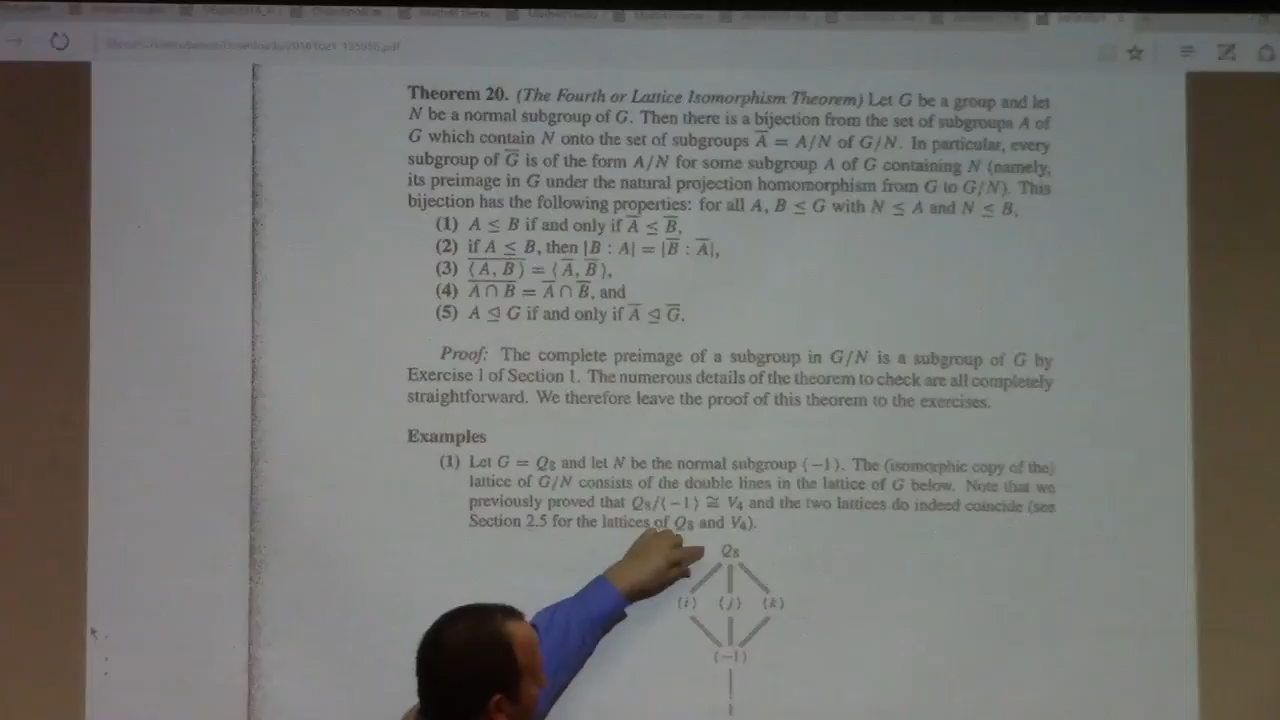 Theorem 20. (The Fourth or Lattice Isomorphism Theorem) Let G be a group and let
N be a normal subgroup of G. Then there is a bijection from the set of subgroups A of
G which contain N onto the set of subgroups A̅ = A/N of G/N. In particular, every
subgroup of G̅ is of the form A/N for some subgroup A of G containing N (namely,
its preimage in G under the natural projection homomorphism from G to G/N). This
bijection has the following properties: for all A, B ≤ G with N ≤ A and N ≤ B,
(1) A ≤ B if and only if A̅ ≤ B̅,
(2) if A ≤ B, then |B : A| = |B̅ : A̅|,
(3) \overline{⟨A, B⟩} = ⟨A̅, B̅⟩,
(4) \overline{A ∩ B} = A̅ ∩ B̅, and
(5) A ⊴ G if and only if A̅ ⊴ G̅.
Proof: The complete preimage of a subgroup in G/N is a subgroup of G by
Exercise 1 of Section 1. The numerous details of the theorem to check are all completely
straightforward. We therefore leave the proof of this theorem to the exercises.
Examples
(1) Let G = Q₈ and let N be the normal subgroup ⟨−1⟩. The (isomorphic copy of the)
lattice of G/N consists of the double lines in the lattice of G below. Note that we
previously proved that Q₈/⟨−1⟩ ≅ V₄ and the two lattices do indeed coincide (see
Section 2.5 for the lattices of Q₈ and V₄).
Q₈
⟨i⟩ ⟨j⟩ ⟨k⟩
⟨−1⟩